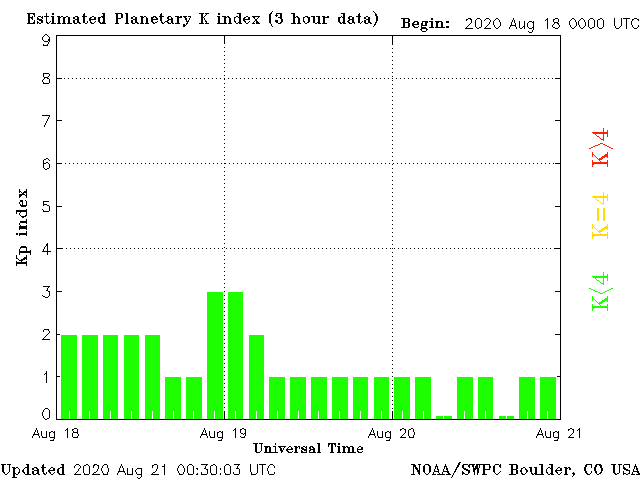 Estimated Planetary K index (3 hour data) Begin: 2020 Aug 18 0000 UTC
9
8
7
6
5
4
3
2
1
0
Kp index
K>4
K=4
K<4
Aug 18 Aug 19 Aug 20 Aug 21
Universal Time
Updated 2020 Aug 21 00:30:03 UTC NOAA/SWPC Boulder, CO USA